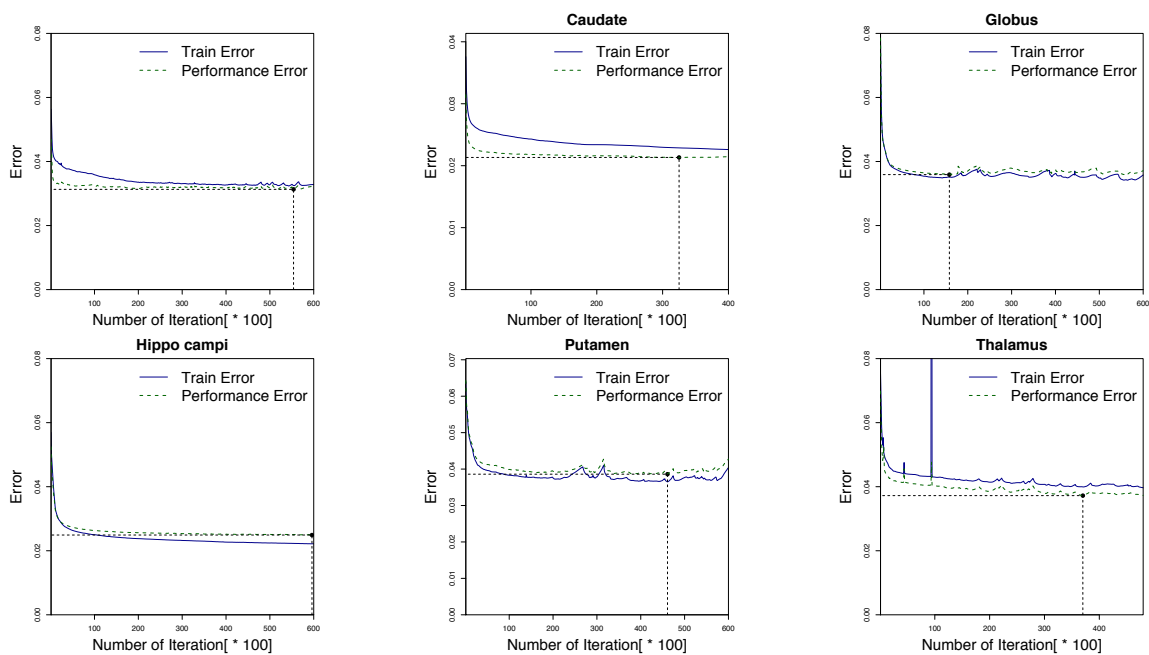 Train Error
Performance Error
Error
0.00 0.02 0.04 0.06 0.08
100 200 300 400 500 600
Number of Iteration[ * 100]
Caudate
Train Error
Performance Error
Error
0.00 0.01 0.02 0.03 0.04
100 200 300 400
Number of Iteration[ * 100]
Globus
Train Error
Performance Error
Error
0.00 0.02 0.04 0.06 0.08
100 200 300 400 500 600
Number of Iteration[ * 100]
Hippo campi
Train Error
Performance Error
Error
0.00 0.02 0.04 0.06 0.08
100 200 300 400 500 600
Number of Iteration[ * 100]
Putamen
Train Error
Performance Error
Error
0.00 0.01 0.02 0.03 0.04 0.05 0.06 0.07
100 200 300 400 500 600
Number of Iteration[ * 100]
Thalamus
Train Error
Performance Error
Error
0.00 0.02 0.04 0.06 0.08
100 200 300 400
Number of Iteration[ * 100]